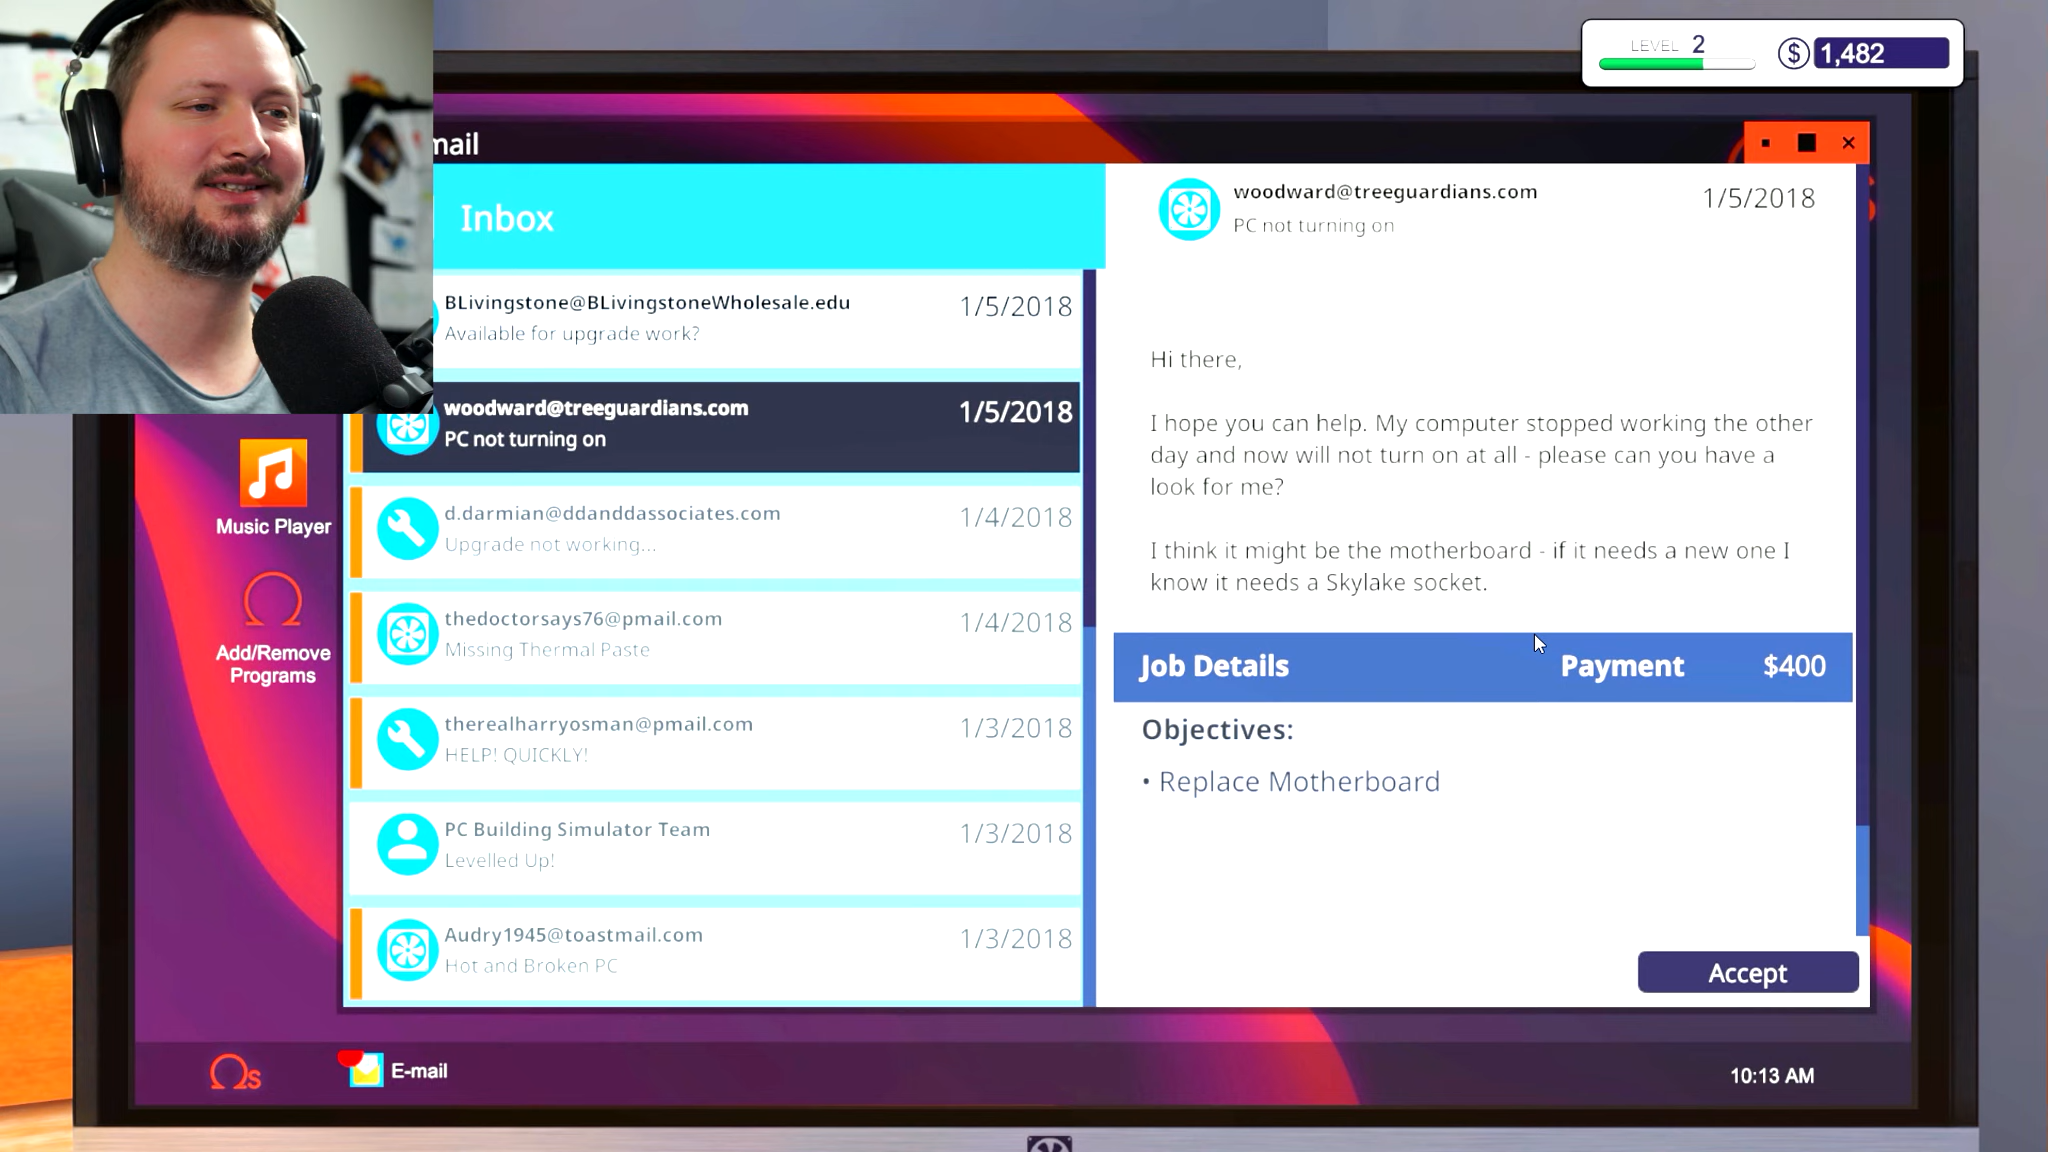 LEVEL 2
$ 1,482
mail
Inbox
BLivingstone@BLivingstoneWholesale.edu 1/5/2018
Available for upgrade work?
woodward@treeguardians.com 1/5/2018
PC not turning on
d.darmian@ddanddassociates.com 1/4/2018
Upgrade not working...
thedoctorsays76@pmail.com 1/4/2018
Missing Thermal Paste
therealharryosman@pmail.com 1/3/2018
HELP! QUICKLY!
PC Building Simulator Team 1/3/2018
Levelled Up!
Audry1945@toastmail.com 1/3/2018
Hot and Broken PC
woodward@treeguardians.com 1/5/2018
PC not turning on
Hi there,
I hope you can help. My computer stopped working the other
day and now will not turn on at all - please can you have a
look for me?
I think it might be the motherboard - if it needs a new one I
know it needs a Skylake socket.
Job Details Payment $400
Objectives:
• Replace Motherboard
Accept
Music Player
Add/Remove
Programs
Ωs
E-mail
10:13 AM